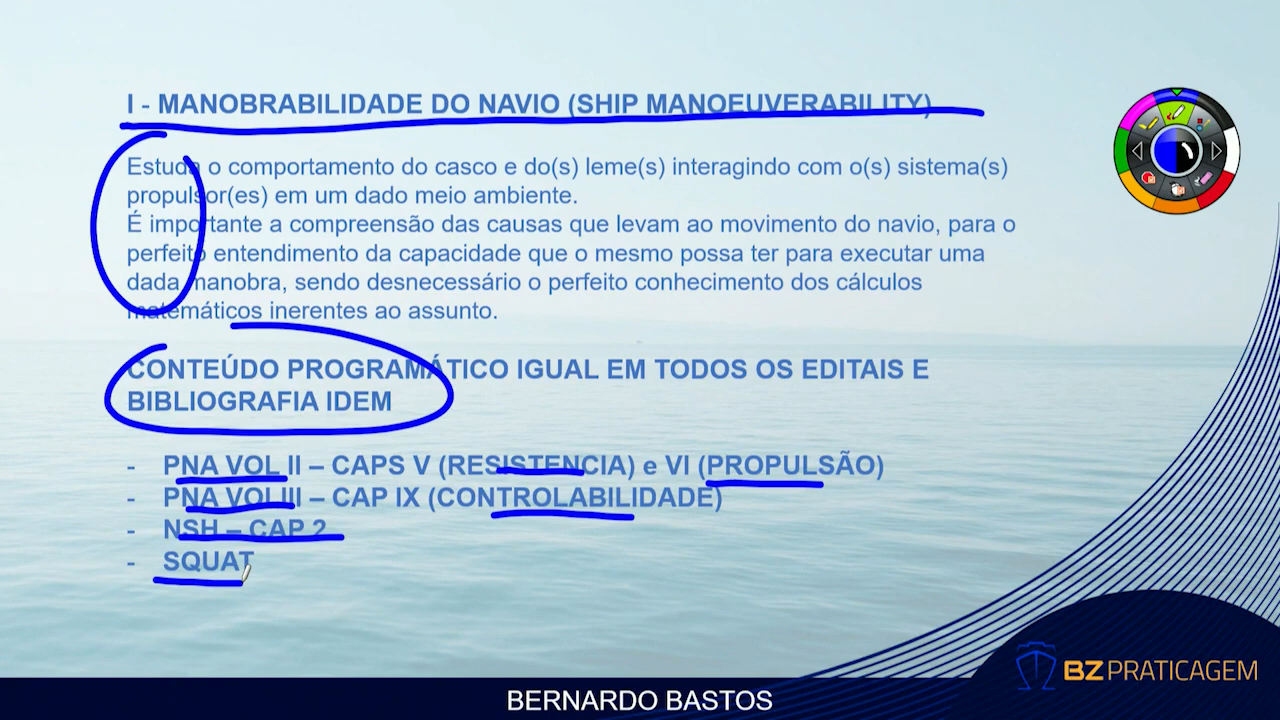 I - MANOBRABILIDADE DO NAVIO (SHIP MANOEUVERABILITY)
Estuda o comportamento do casco e do(s) leme(s) interagindo com o(s) sistema(s)
propulsor(es) em um dado meio ambiente.
É importante a compreensão das causas que levam ao movimento do navio, para o
perfeito entendimento da capacidade que o mesmo possa ter para executar uma
dada manobra, sendo desnecessário o perfeito conhecimento dos cálculos
matemáticos inerentes ao assunto.
CONTEÚDO PROGRAMÁTICO IGUAL EM TODOS OS EDITAIS E
BIBLIOGRAFIA IDEM
- PNA VOL II – CAPS V (RESISTENCIA) e VI (PROPULSÃO)
- PNA VOL III – CAP IX (CONTROLABILIDADE)
- NSH – CAP 2
- SQUAT
BZPRATICAGEM
BERNARDO BASTOS